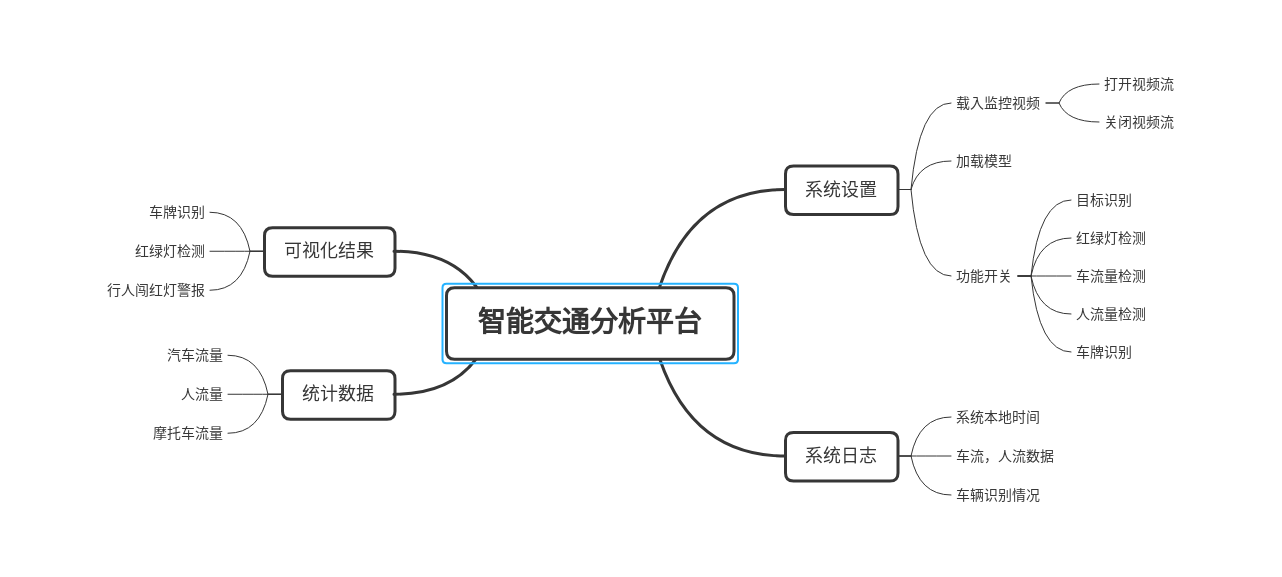 智能交通分析平台
系统设置
载入监控视频
打开视频流
关闭视频流
加载模型
功能开关
目标识别
红绿灯检测
车流量检测
人流量检测
车牌识别
系统日志
系统本地时间
车流，人流数据
车辆识别情况
可视化结果
车牌识别
红绿灯检测
行人闯红灯警报
统计数据
汽车流量
人流量
摩托车流量